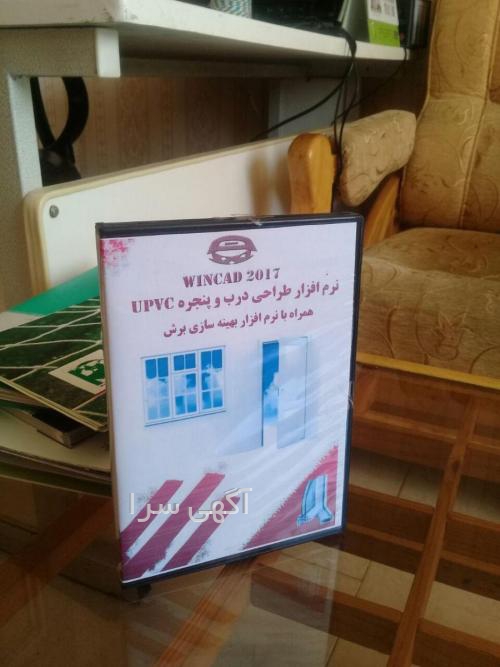 WINCAD 2017
نرم افزار طراحی درب و پنجره UPVC
همراه با نرم افزار بهینه سازی برش
آگهی سرا